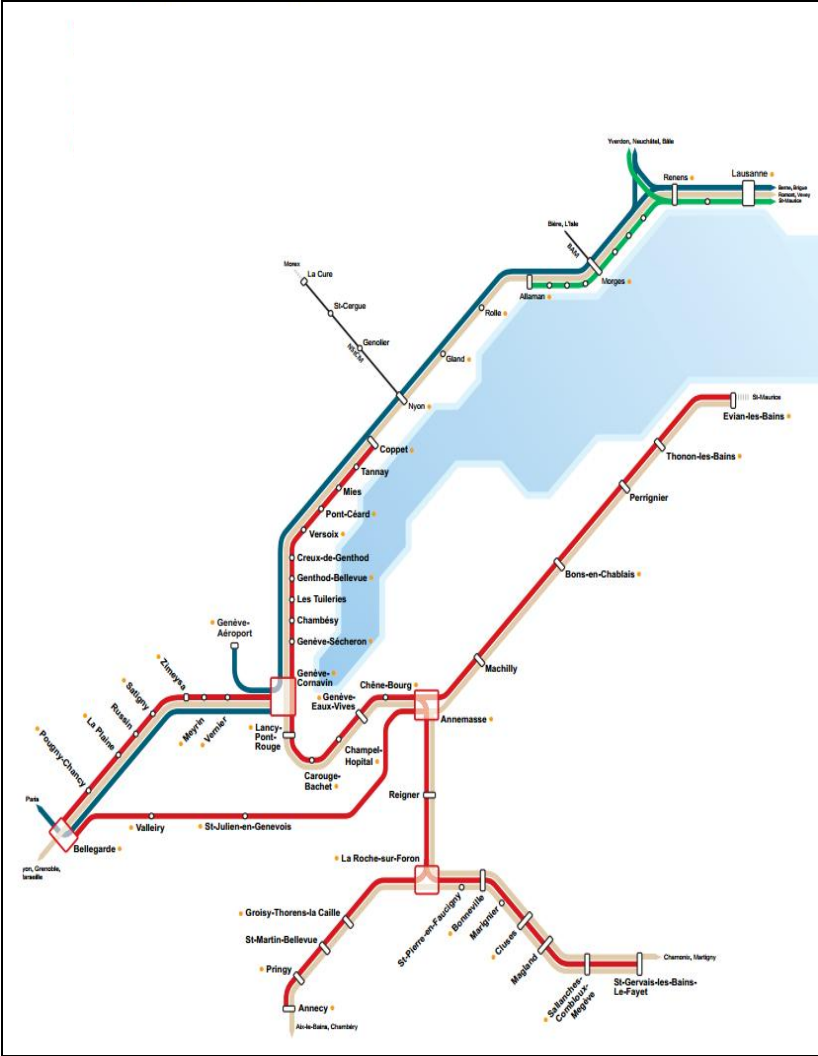 Yverdon, Neuchâtel, Bâle
Renens
Lausanne
Berne, Brigue
Romont, Vevey
St-Maurice
Bière, L'Isle
BAM
Morges
Allaman
Morez
La Cure
St-Cergue
Genolier
NStCM
Rolle
Gland
Nyon
St-Maurice
Evian-les-Bains
Coppet
Thonon-les-Bains
Tannay
Mies
Perrignier
Pont-Céard
Versoix
Creux-de-Genthod
Bons-en-Chablais
Genthod-Bellevue
Les Tuileries
Chambésy
Genève-
Aéroport
Genève-Sécheron
Zimeysa
Genève-
Cornavin
Machilly
Chêne-Bourg
Satigny
Genève-
Eaux-Vives
Russin
La Plaine
Meyrin
Vernier
Lancy-
Pont-
Rouge
Annemasse
Pougny-Chancy
Champel-
Hopital
Carouge-
Bachet
Paris
Reigner
Valleiry
St-Julien-en-Genevois
Bellegarde
yon, Grenoble,
larseille
La Roche-sur-Foron
St-Pierre-en-Faucigny
Bonneville
Marignier
Groisy-Thorens-la Caille
St-Martin-Bellevue
Cluses
Magland
Pringy
Chamonix, Martigny
Sallanches-
Combloux-
Megève
St-Gervais-les-Bains-
Le-Fayet
Annecy
Aix-le-Bains, Chambéry